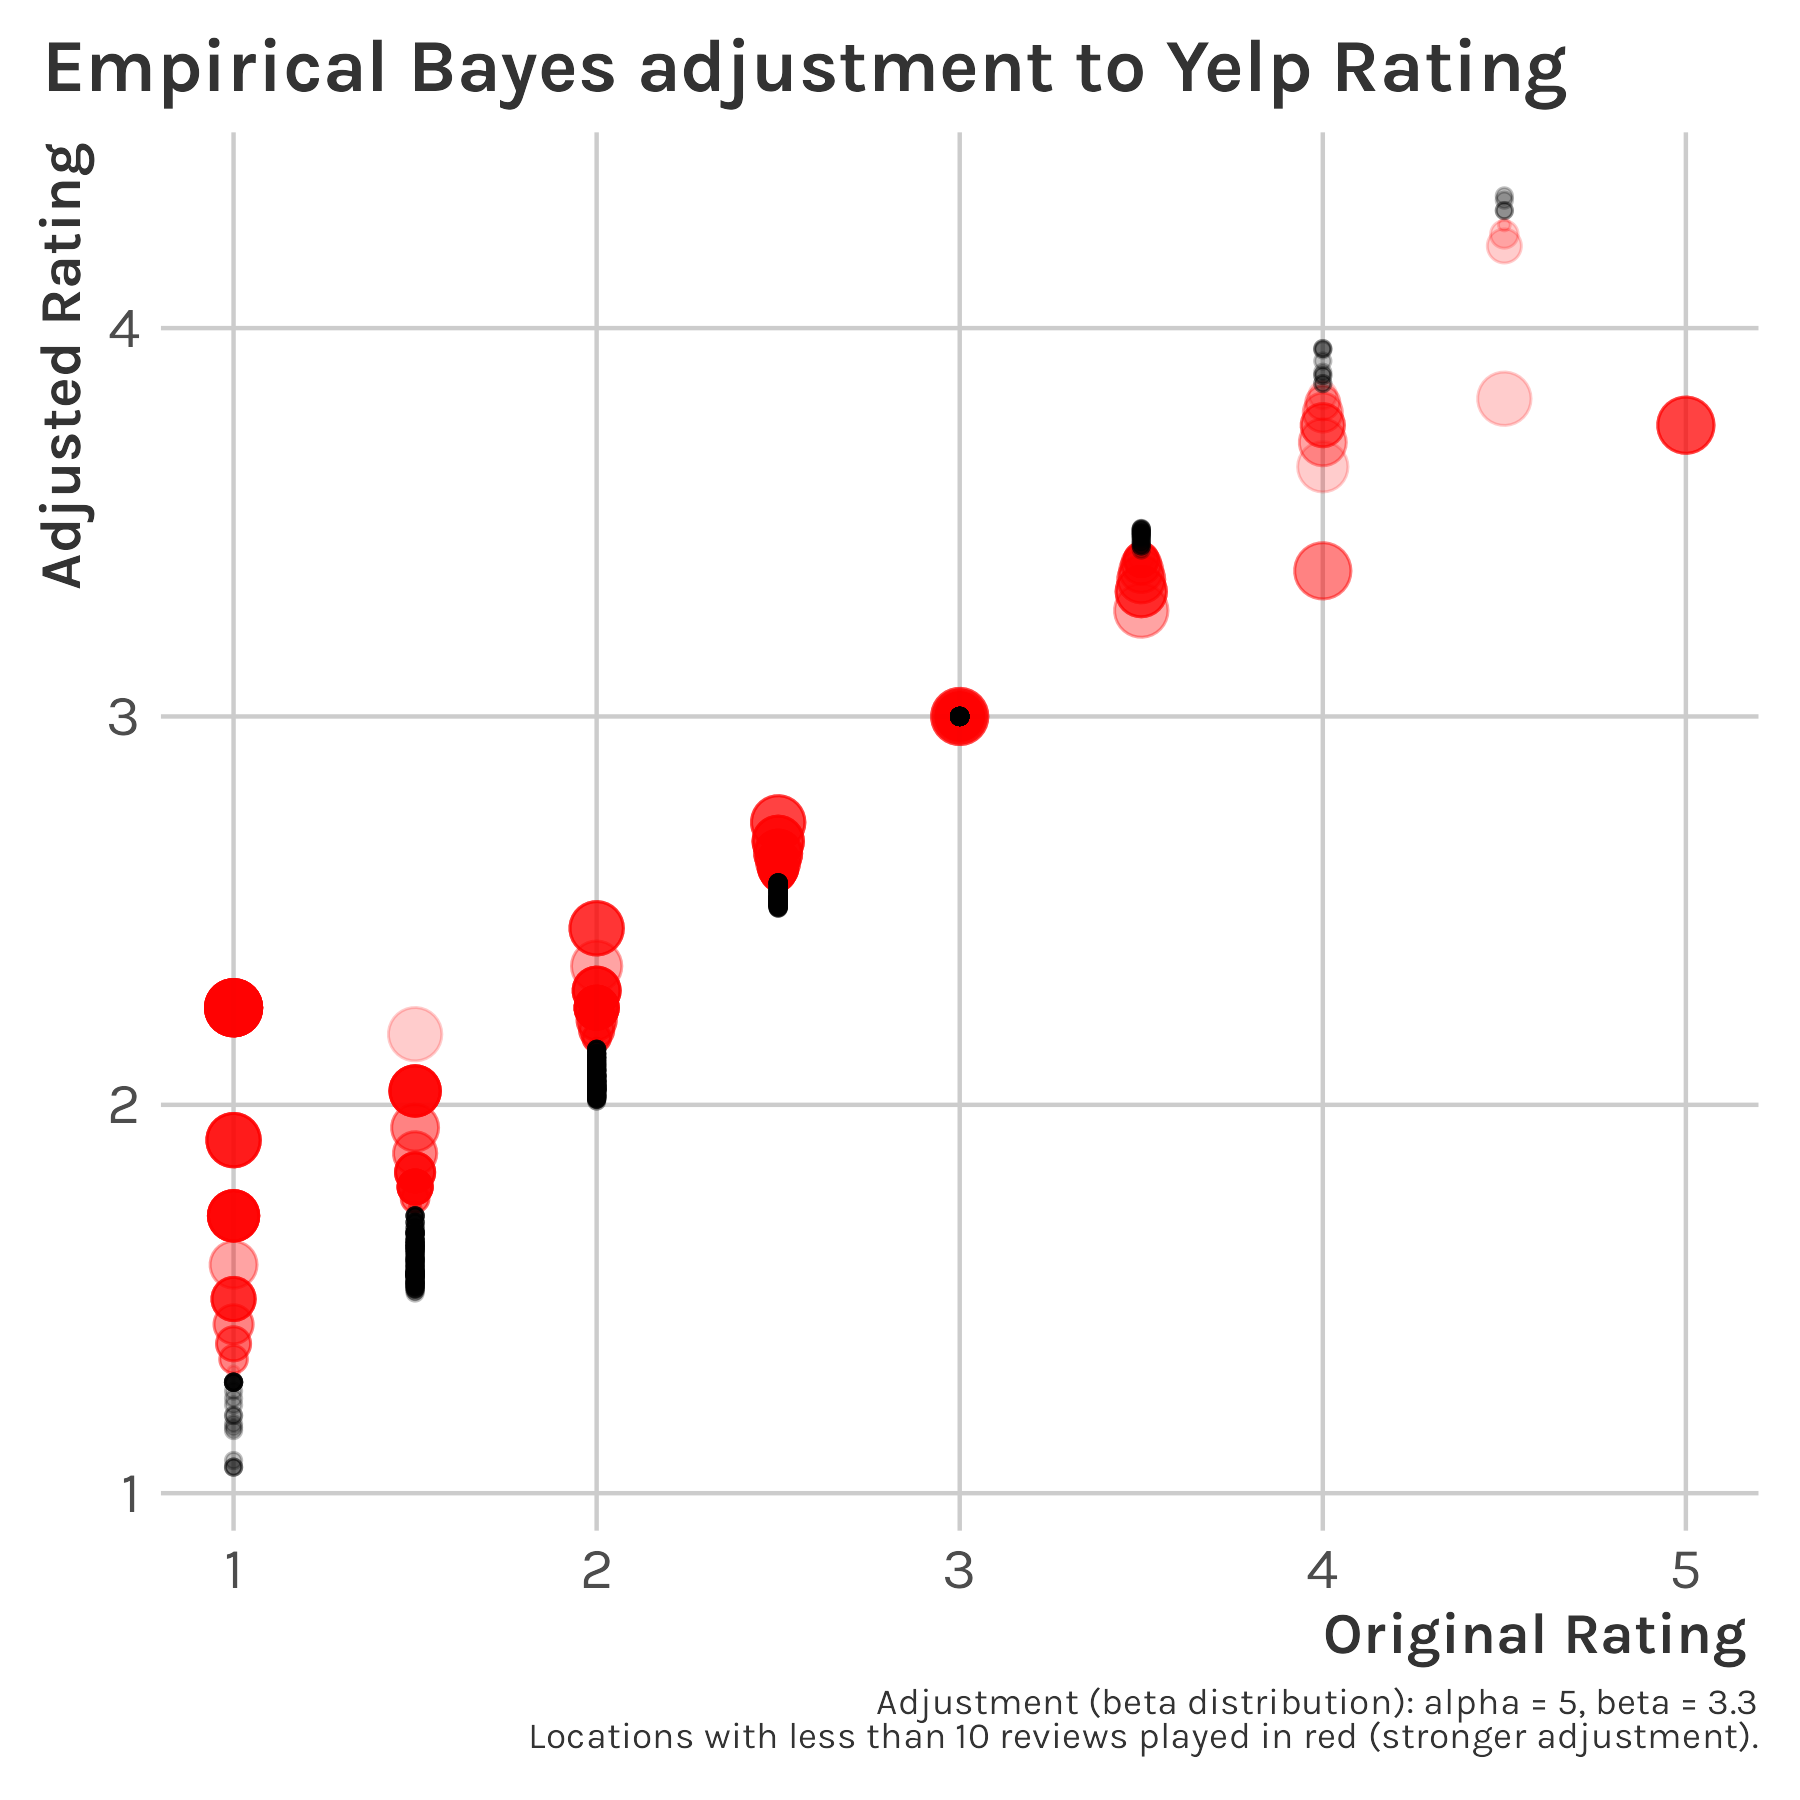 Empirical Bayes adjustment to Yelp Rating
Adjusted Rating
4
3
2
1
1 2 3 4 5
Original Rating
Adjustment (beta distribution): alpha = 5, beta = 3.3
Locations with less than 10 reviews played in red (stronger adjustment).